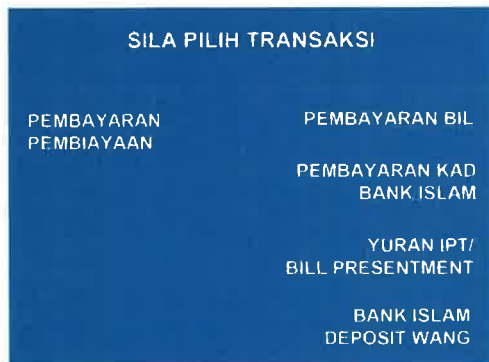 SILA PILIH TRANSAKSI
PEMBAYARAN
PEMBIAYAAN
PEMBAYARAN BIL
PEMBAYARAN KAD
BANK ISLAM
YURAN IPT/
BILL PRESENTMENT
BANK ISLAM
DEPOSIT WANG